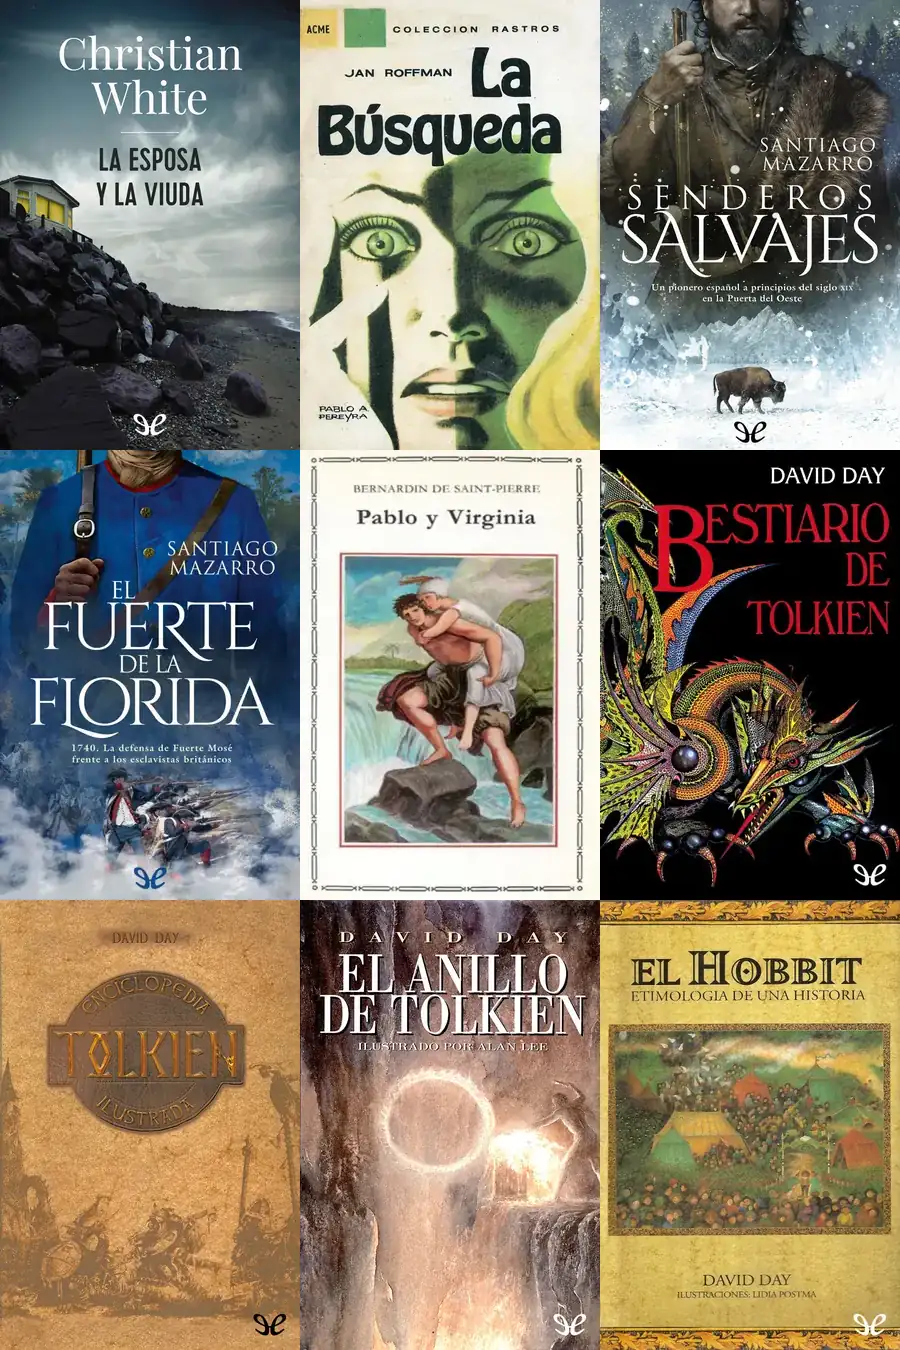 Christian
White
LA ESPOSA
Y LA VIUDA
ACME
COLECCION RASTROS
JAN ROFFMAN
La
Búsqueda
PABLO A.
PEREYRA
SANTIAGO
MAZARRO
SENDEROS
SALVAJES
Un pionero español a principios del siglo XIX
en la Puerta del Oeste
SANTIAGO
MAZARRO
EL
FUERTE
DE LA
FLORIDA
1740. La defensa de Fuerte Mosé
frente a los esclavistas británicos
BERNARDIN DE SAINT-PIERRE
Pablo y Virginia
DAVID DAY
BESTIARIO
DE
TOLKIEN
DAVID DAY
ENCICLOPEDIA
TOLKIEN
ILUSTRADA
DAVID DAY
EL ANILLO
DE TOLKIEN
ILUSTRADO POR ALAN LEE
EL HOBBIT
ETIMOLOGIA DE UNA HISTORIA
DAVID DAY
ILUSTRACIONES: LIDIA POSTMA